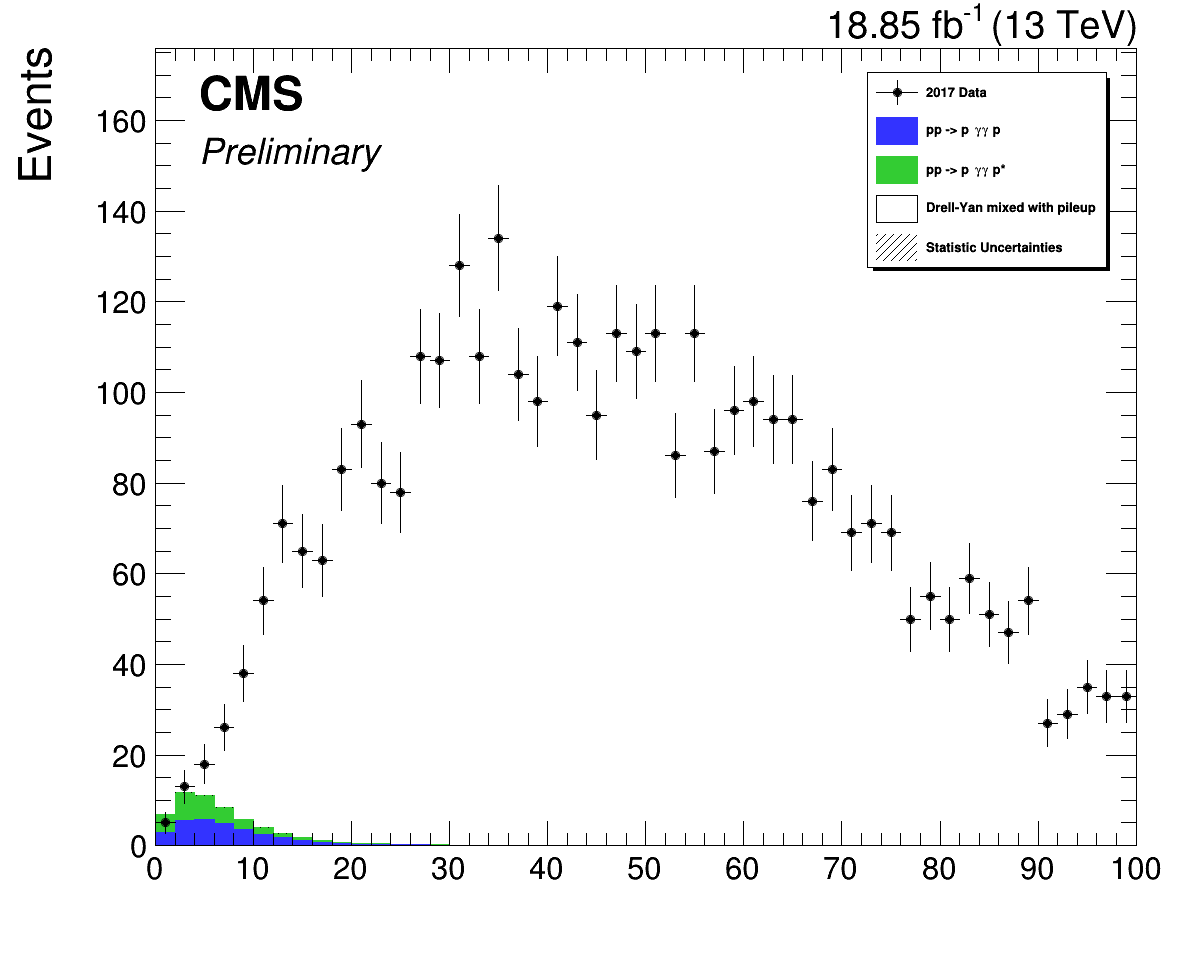 18.85 fb⁻¹ (13 TeV)
Events
CMS
Preliminary
2017 Data
pp -> p γγ p
pp -> p γγ p*
Drell-Yan mixed with pileup
Statistic Uncertainties
160
140
120
100
80
60
40
20
0
0 10 20 30 40 50 60 70 80 90 100